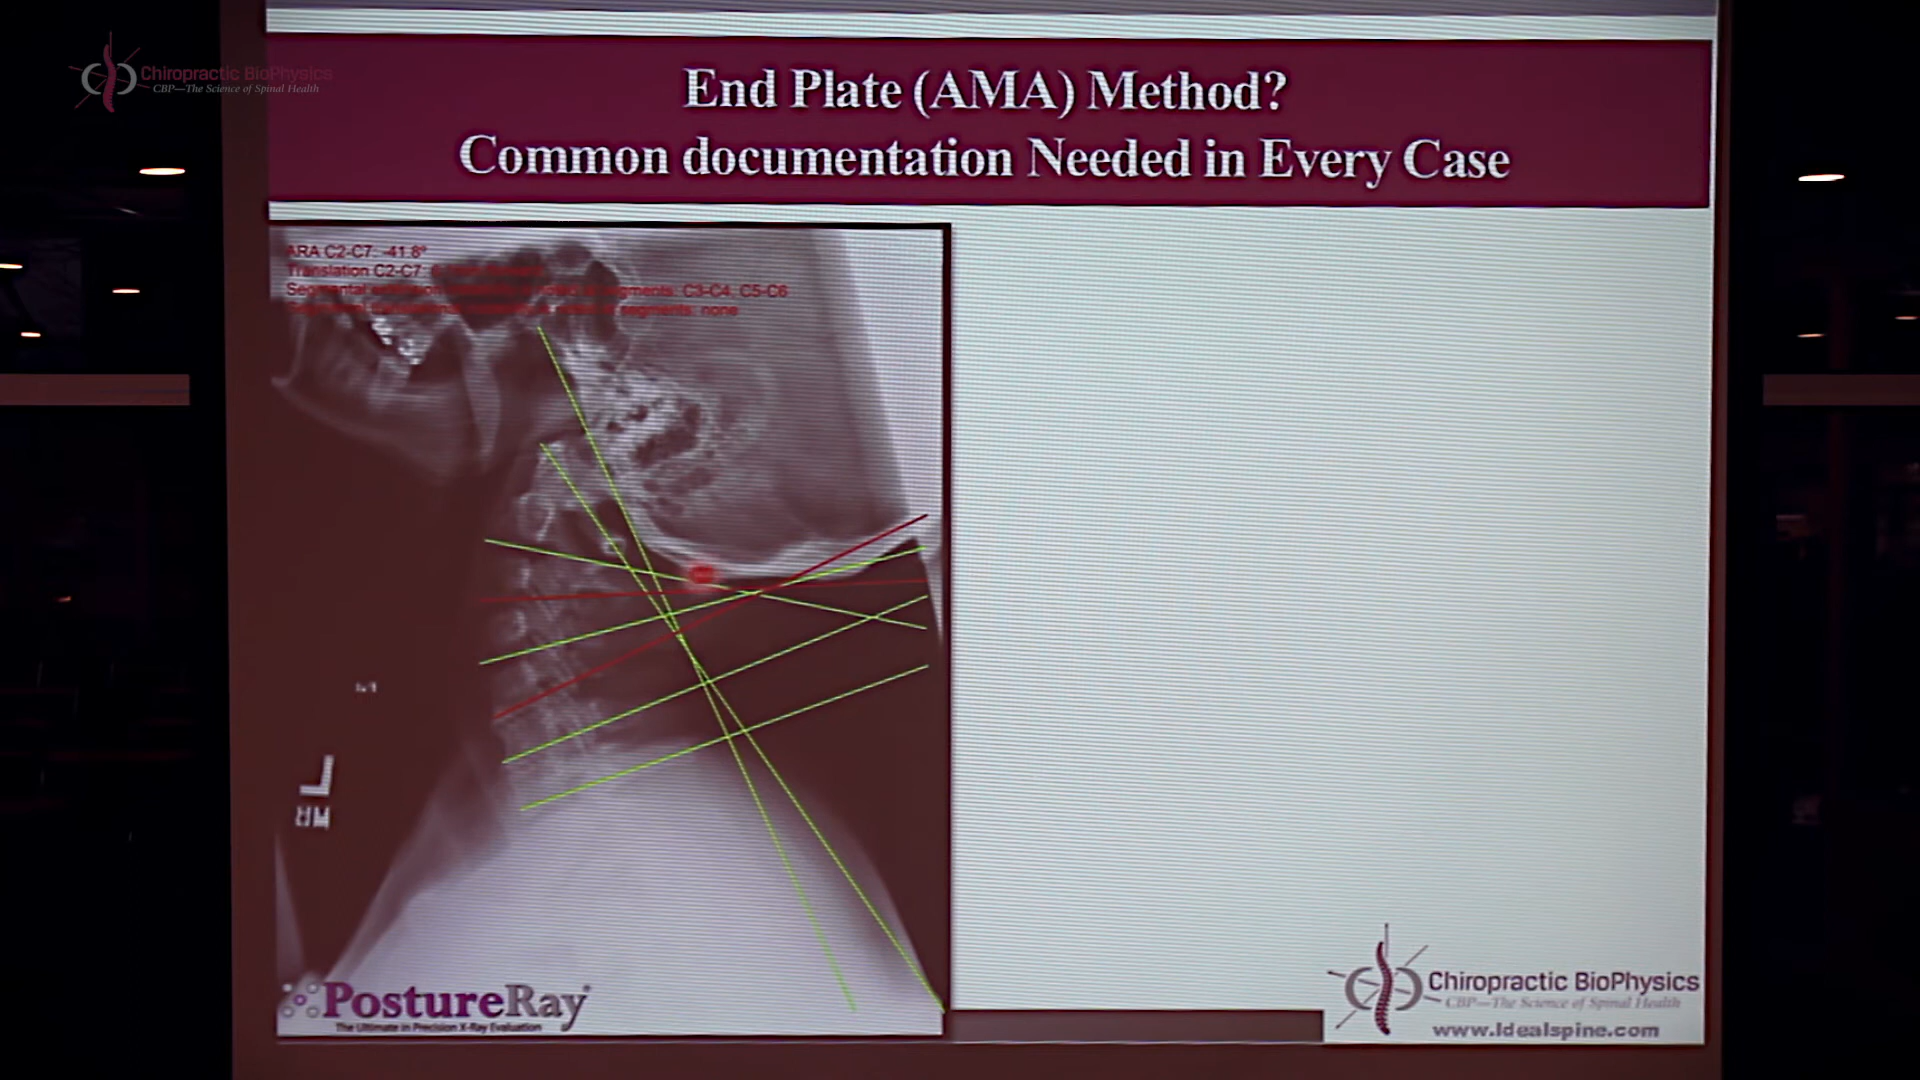 Chiropractic BioPhysics
CBP—The Science of Spinal Health
End Plate (AMA) Method?
Common documentation Needed in Every Case
ARA C2-C7: -41.8º
Translation C2-C7:
segments: C3-C4, C5-C6
segments: none
L
PostureRay
The Ultimate in Precision X-Ray Evaluation
Chiropractic BioPhysics
CBP—The Science of Spinal Health
www.Idealspine.com